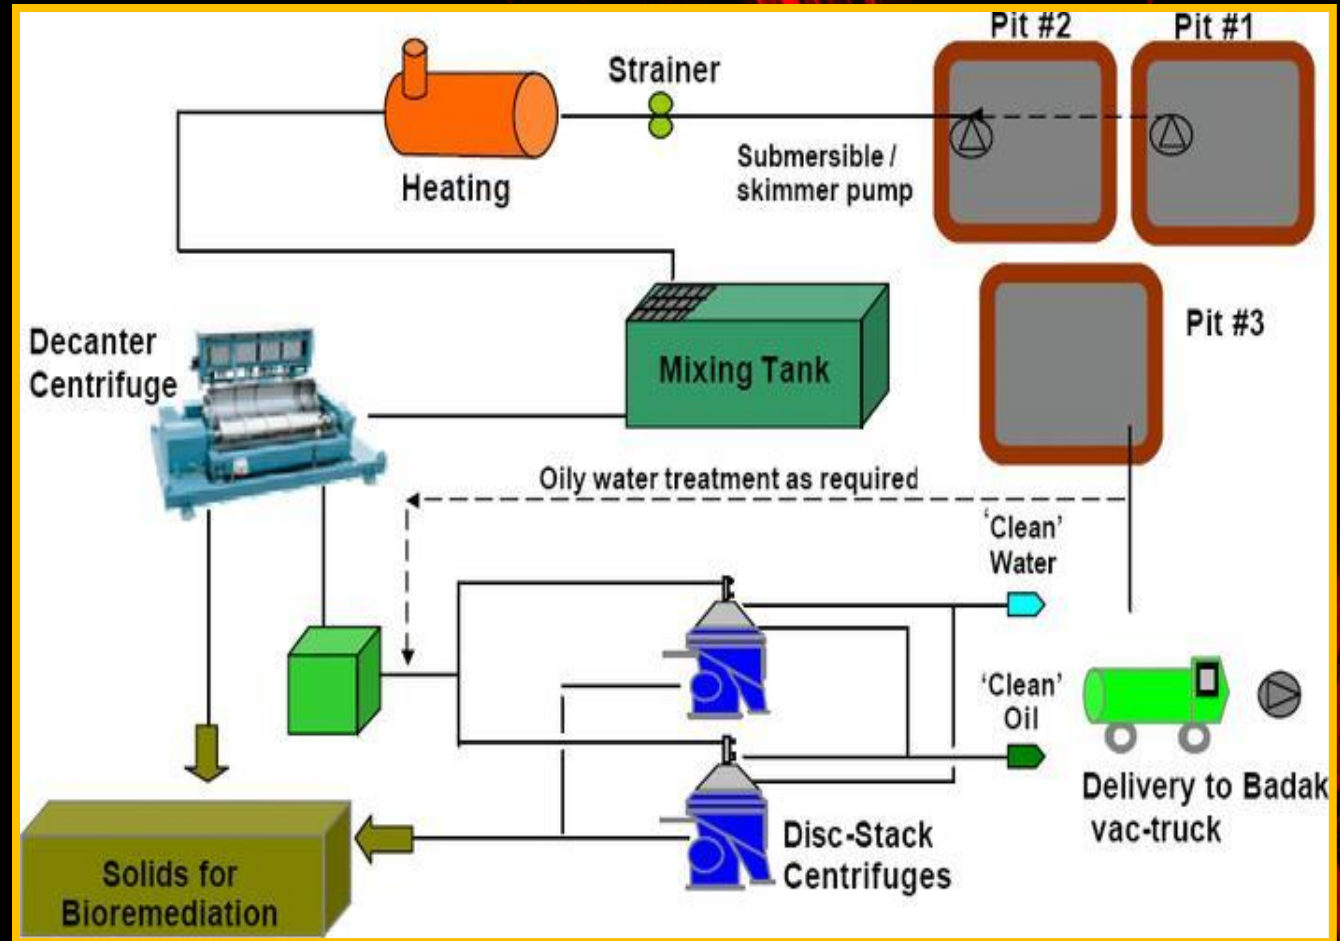 Pit #2
Pit #1
Strainer
Submersible /
skimmer pump
Heating
Pit #3
Mixing Tank
Decanter
Centrifuge
Oily water treatment as required
‘Clean’
Water
‘Clean’
Oil
Delivery to Badak
vac-truck
Disc-Stack
Centrifuges
Solids for
Bioremediation